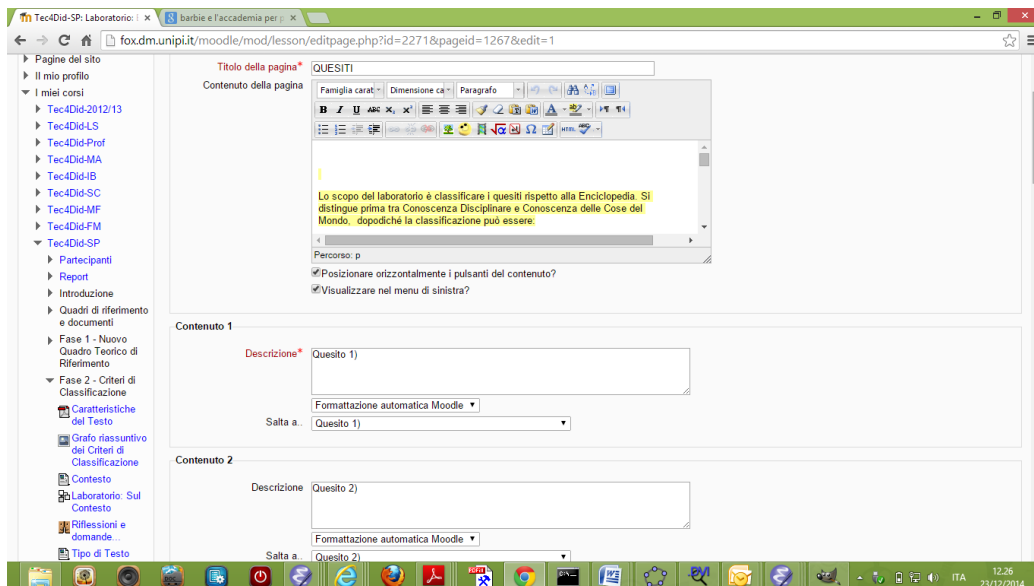 Tec4Did-SP: Laboratorio:
barbie e l'accademia per p
fox.dm.unipi.it/moodle/mod/lesson/editpage.php?id=2271&pageid=1267&edit=1
Pagine del sito
Il mio profilo
I miei corsi
Tec4Did-2012/13
Tec4Did-LS
Tec4Did-Prof
Tec4Did-MA
Tec4Did-IB
Tec4Did-SC
Tec4Did-MF
Tec4Did-FM
Tec4Did-SP
Partecipanti
Report
Introduzione
Quadri di riferimento
e documenti
Fase 1 - Nuovo
Quadro Teorico di
Riferimento
Fase 2 - Criteri di
Classificazione
Caratteristiche
del Testo
Grafo riassuntivo
dei Criteri di
Classificazione
Contesto
Laboratorio: Sul
Contesto
Riflessioni e
domande...
Tipo di Testo
Titolo della pagina* QUESITI
Contenuto della pagina
Famiglia carat Dimensione ca Paragrafo
B I U ABC X, x²
HTML
Lo scopo del laboratorio è classificare i quesiti rispetto alla Enciclopedia. Si
distingue prima tra Conoscenza Disciplinare e Conoscenza delle Cose del
Mondo, dopodiché la classificazione può essere:
Percorso: p
Posizionare orizzontalmente i pulsanti del contenuto?
Visualizzare nel menu di sinistra?
Contenuto 1
Descrizione* Quesito 1)
Formattazione automatica Moodle
Salta a.. Quesito 1)
Contenuto 2
Descrizione Quesito 2)
Formattazione automatica Moodle
Salta a.. Quesito 2)
ITA
12.26